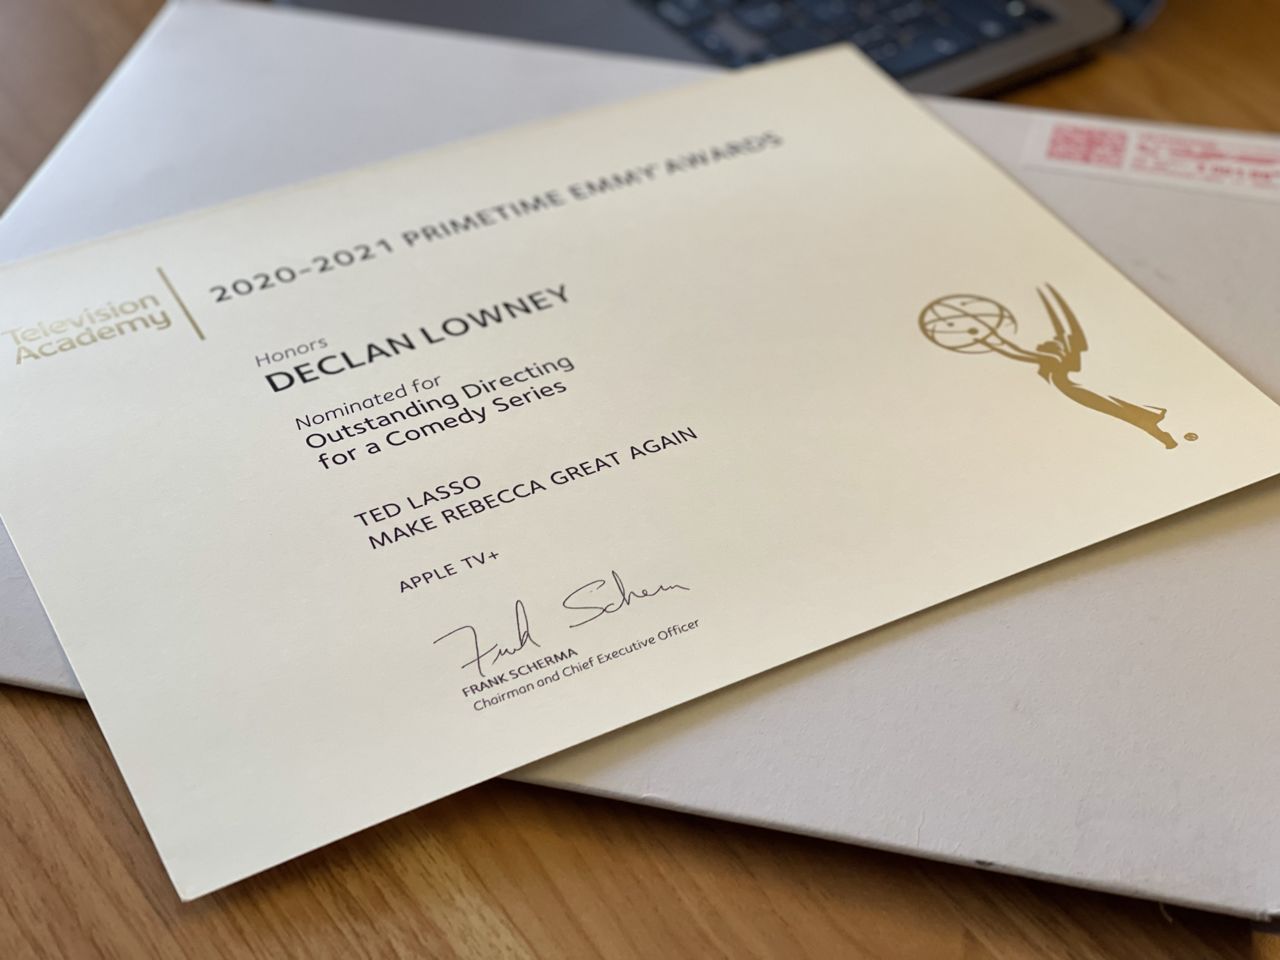 Television
Academy
2020-2021 PRIMETIME EMMY AWARDS
Honors
DECLAN LOWNEY
Nominated for
Outstanding Directing
for a Comedy Series
TED LASSO
MAKE REBECCA GREAT AGAIN
APPLE TV+
Frank Scherma
FRANK SCHERMA
Chairman and Chief Executive Officer
®